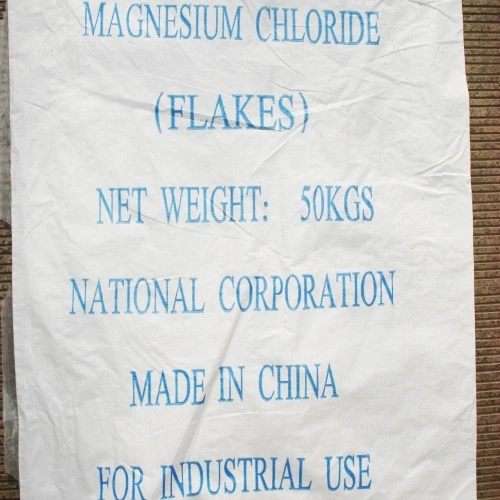 MAGNESIUM CHLORIDE
(FLAKES)
NET WEIGHT: 50KGS
NATIONAL CORPORATION
MADE IN CHINA
FOR INDUSTRIAL USE